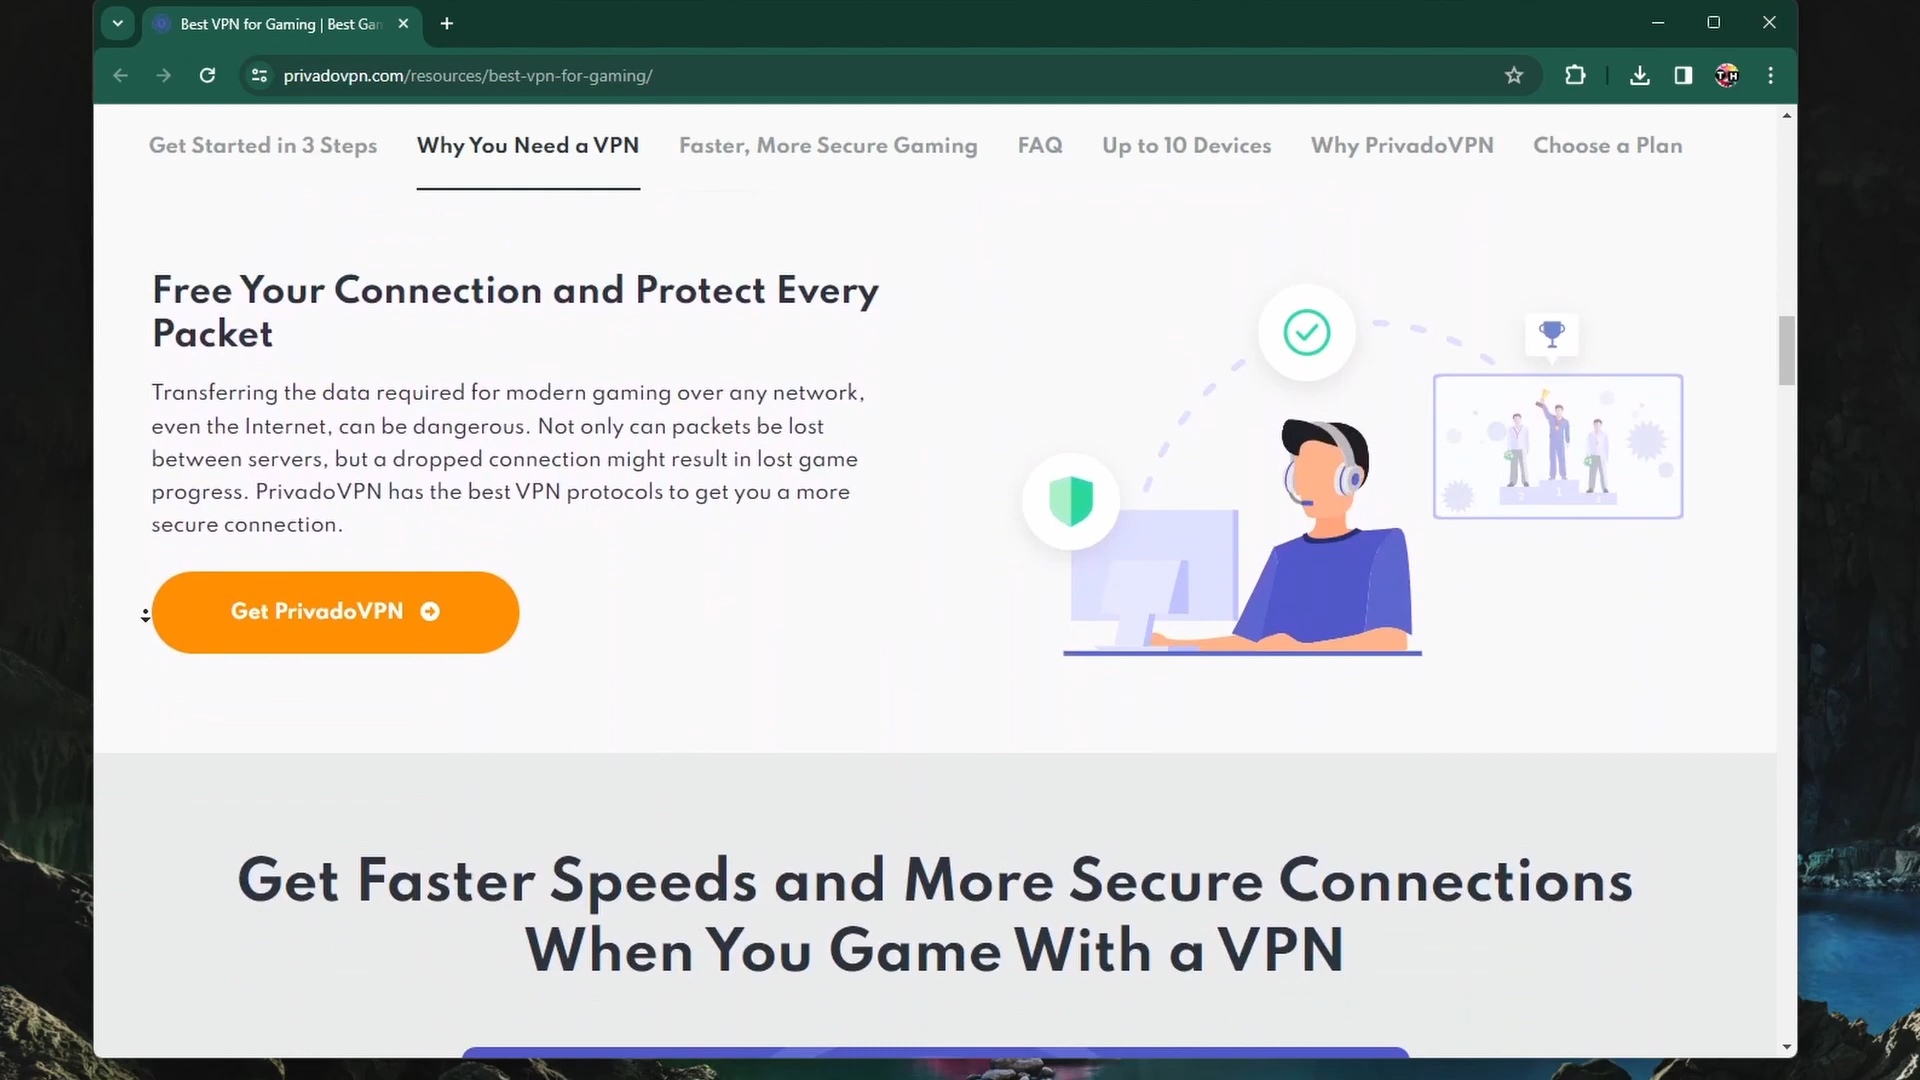 Best VPN for Gaming | Best Gam
privadovpn.com/resources/best-vpn-for-gaming/
TH
Get Started in 3 Steps
Why You Need a VPN
Faster, More Secure Gaming
FAQ
Up to 10 Devices
Why PrivadoVPN
Choose a Plan
Free Your Connection and Protect Every
Packet
Transferring the data required for modern gaming over any network,
even the Internet, can be dangerous. Not only can packets be lost
between servers, but a dropped connection might result in lost game
progress. PrivadoVPN has the best VPN protocols to get you a more
secure connection.
Get PrivadoVPN
2 1 3
Get Faster Speeds and More Secure Connections
When You Game With a VPN